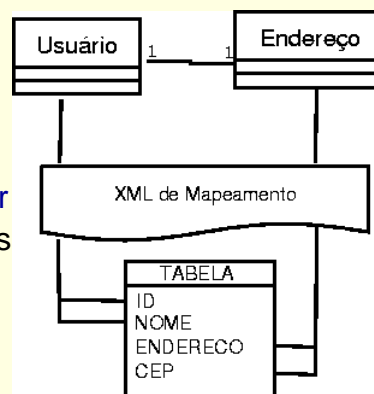 Usuário
1 1
Endereço
XML de Mapeamento
r
s
TABELA
ID
NOME
ENDERECO
CEP